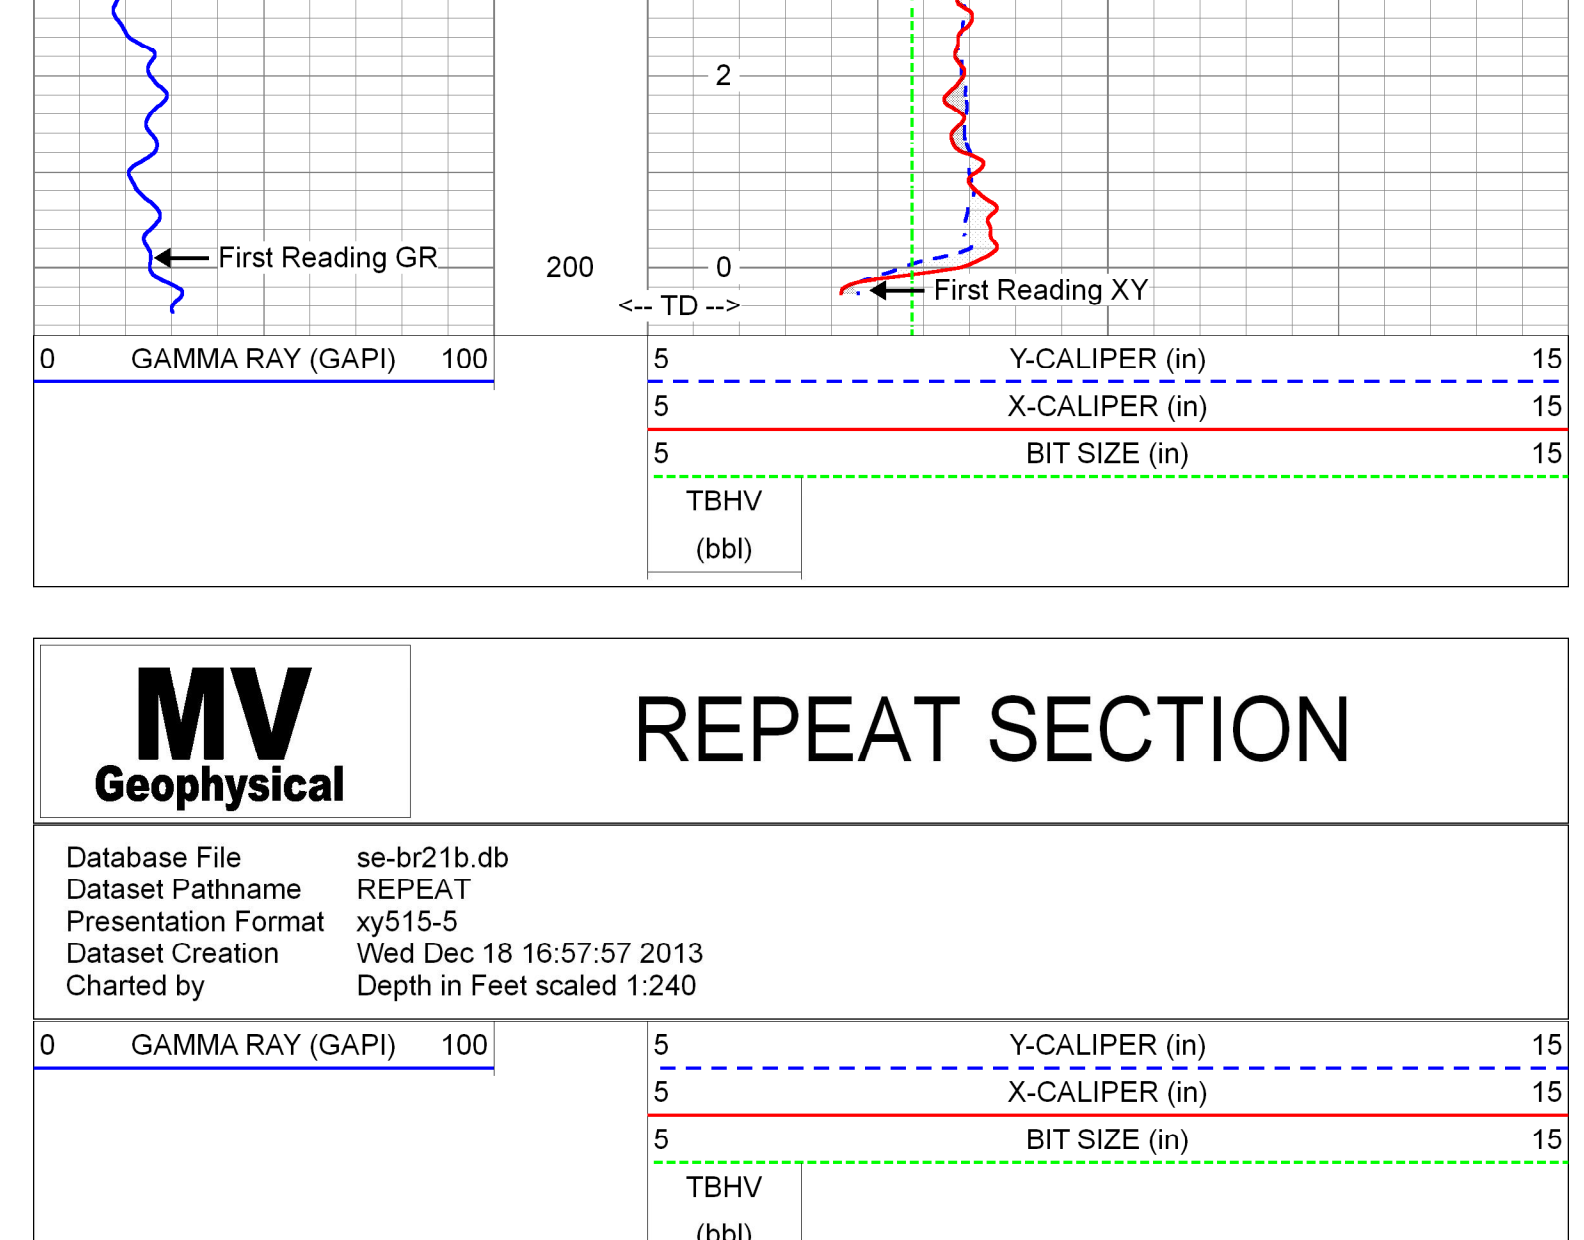 2
First Reading GR
200
0
First Reading XY
<-- TD -->
0 GAMMA RAY (GAPI) 100
5 Y-CALIPER (in) 15
5 X-CALIPER (in) 15
5 BIT SIZE (in) 15
TBHV
(bbl)
MV
Geophysical
REPEAT SECTION
Database File se-br21b.db
Dataset Pathname REPEAT
Presentation Format xy515-5
Dataset Creation Wed Dec 18 16:57:57 2013
Charted by Depth in Feet scaled 1:240
0 GAMMA RAY (GAPI) 100
5 Y-CALIPER (in) 15
5 X-CALIPER (in) 15
5 BIT SIZE (in) 15
TBHV
(bbl)